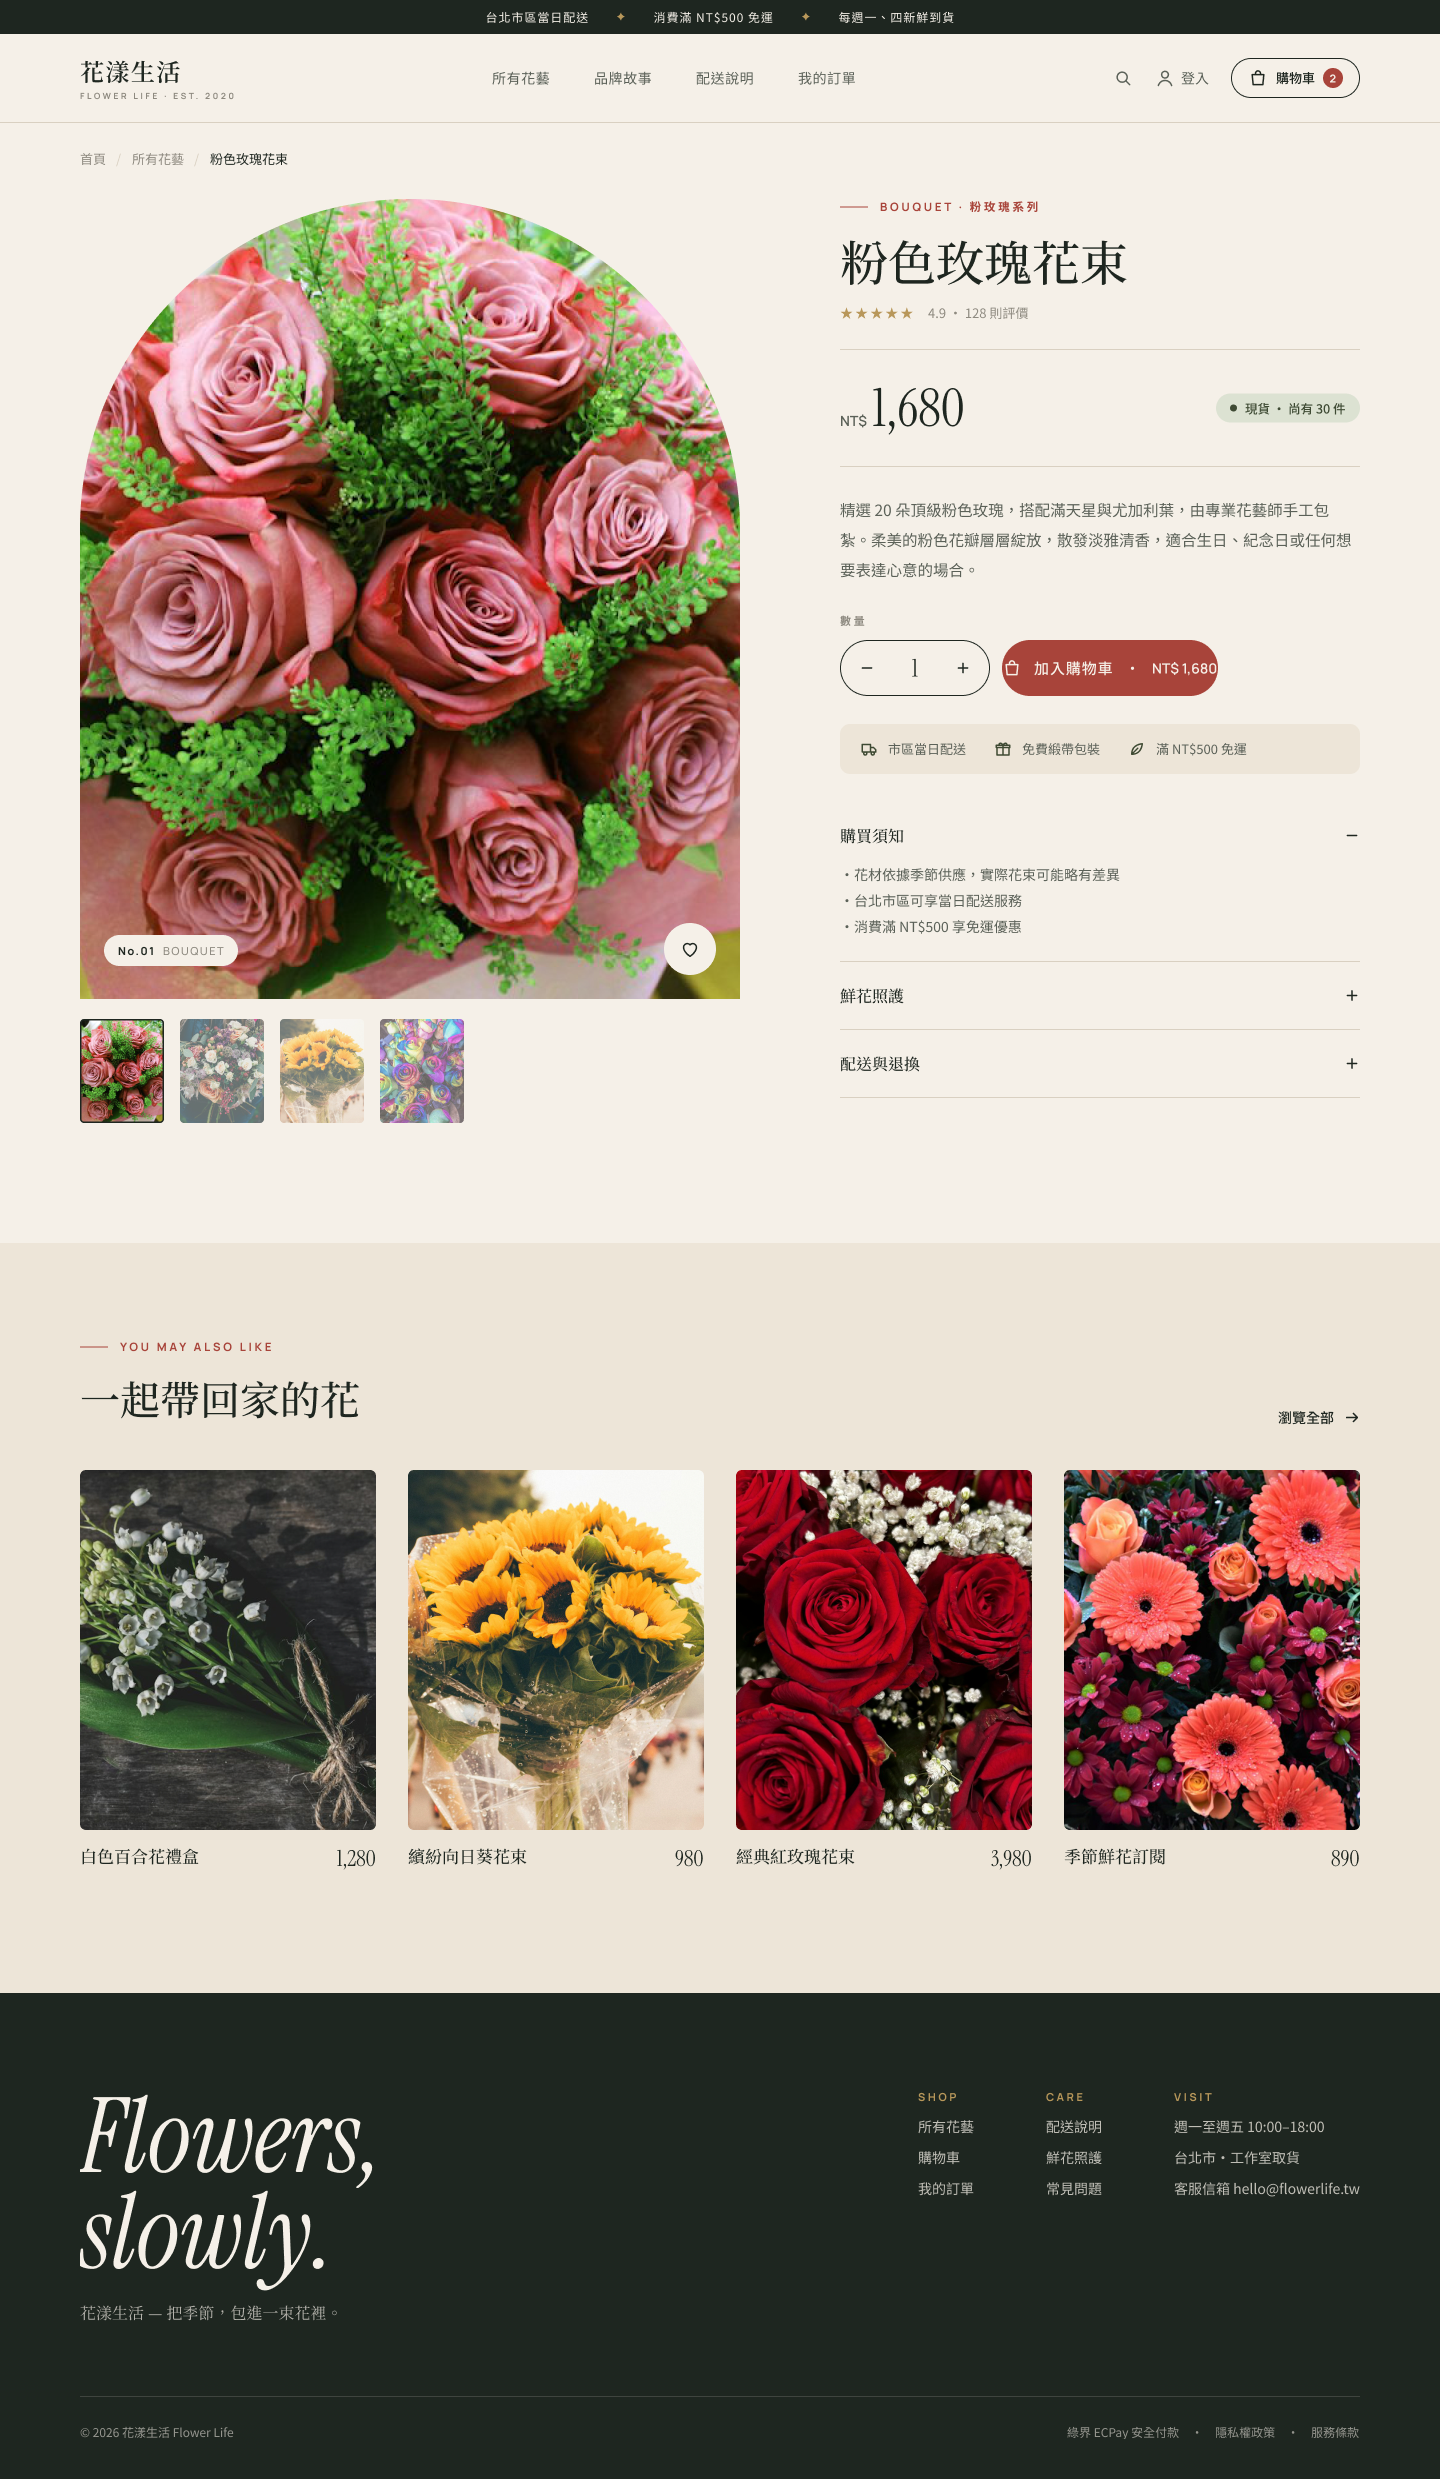 台北市區當日配送 ✦ 消費滿 NT$500 免運 ✦ 每週一、四新鮮到貨
花漾生活
FLOWER LIFE · EST. 2020
所有花藝 品牌故事 配送說明 我的訂單
登入 購物車 2
首頁 / 所有花藝 / 粉色玫瑰花束
BOUQUET · 粉玫瑰系列
粉色玫瑰花束
★★★★★ 4.9 · 128 則評價
NT$ 1,680
現貨 · 尚有 30 件
精選 20 朵頂級粉色玫瑰，搭配滿天星與尤加利葉，由專業花藝師手工包
紮。柔美的粉色花瓣層層綻放，散發淡雅清香，適合生日、紀念日或任何想
要表達心意的場合。
數量
− 1 +
加入購物車 · NT$ 1,680
市區當日配送 免費緞帶包裝 滿 NT$500 免運
購買須知 −
・花材依據季節供應，實際花束可能略有差異
・台北市區可享當日配送服務
・消費滿 NT$500 享免運優惠
鮮花照護 +
配送與退換 +
No.01 BOUQUET
YOU MAY ALSO LIKE
一起帶回家的花
瀏覽全部 →
白色百合花禮盒 1,280
繽紛向日葵花束 980
經典紅玫瑰花束 3,980
季節鮮花訂閱 890
Flowers,
slowly.
花漾生活 — 把季節，包進一束花裡。
SHOP
所有花藝
購物車
我的訂單
CARE
配送說明
鮮花照護
常見問題
VISIT
週一至週五 10:00–18:00
台北市・工作室取貨
客服信箱 hello@flowerlife.tw
© 2026 花漾生活 Flower Life
綠界 ECPay 安全付款 · 隱私權政策 · 服務條款